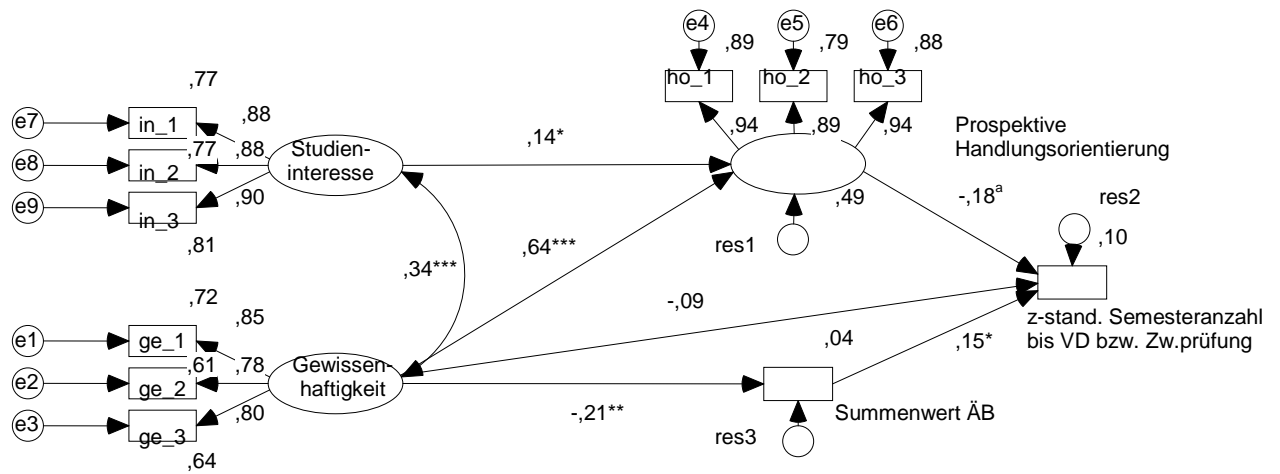 e4
e5
e6
,89
,79
,88
ho_1
ho_2
ho_3
,94
,89
,94
Prospektive
Handlungsorientierung
,77
e7
in_1
,88
e8
,77
,88
in_2
e9
,90
in_3
,81
Studien-
interesse
,14*
,49
res1
-,18ᵃ
res2
,10
,64***
,34***
-,09
,04
,15*
z-stand. Semesteranzahl
bis VD bzw. Zw.prüfung
,72
e1
ge_1
,85
e2
,61
,78
ge_2
e3
,80
ge_3
,64
Gewissen-
haftigkeit
-,21**
Summenwert ÄB
res3